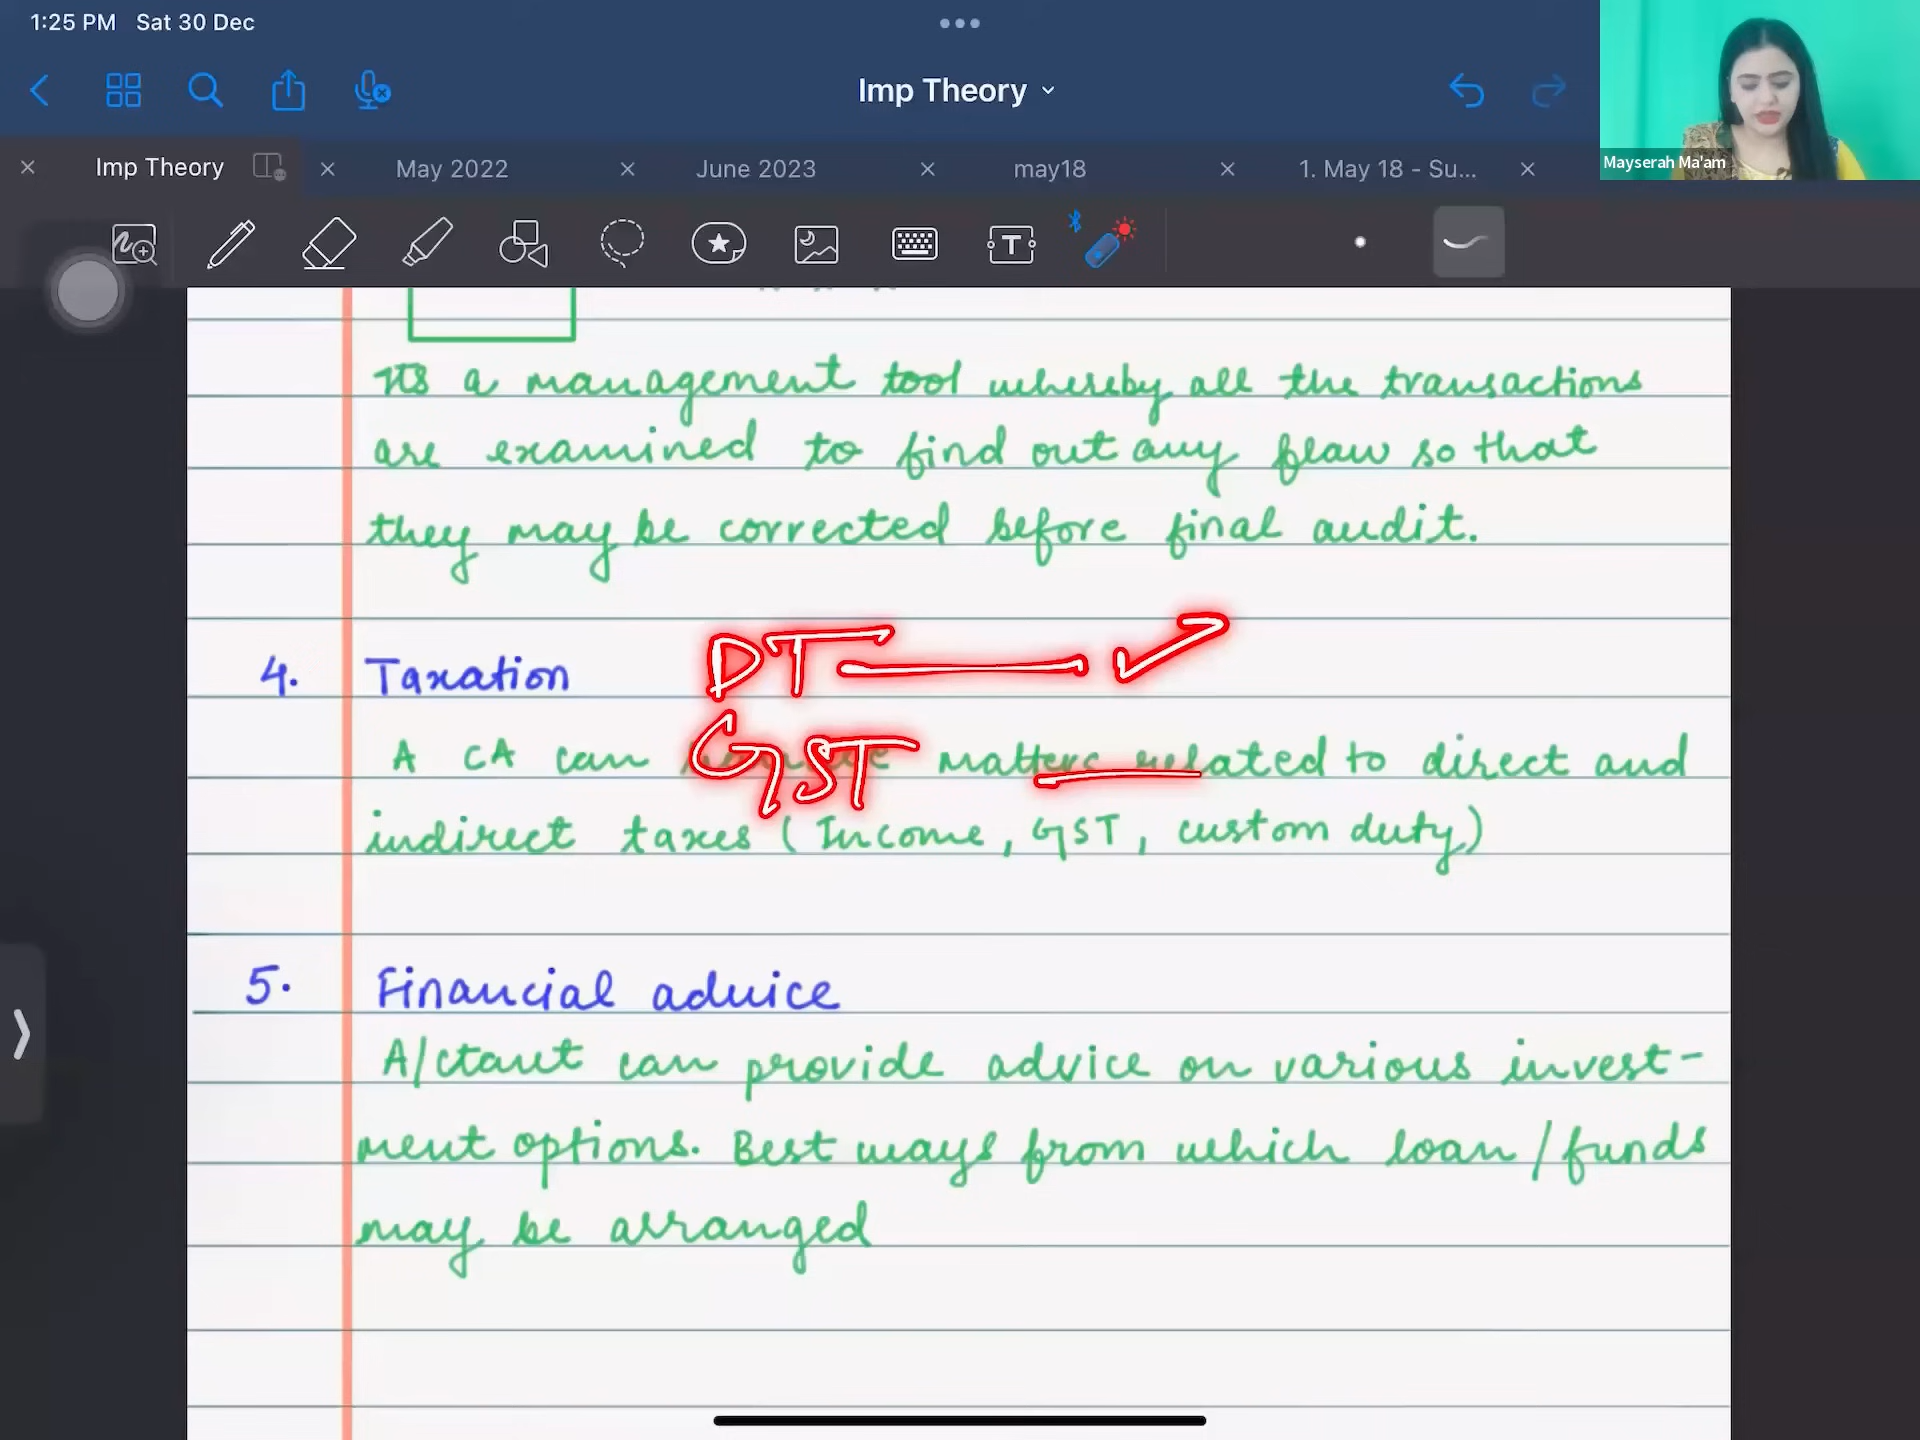 1:25 PM Sat 30 Dec
Imp Theory
Mayserah Ma'am
Imp Theory
May 2022
June 2023
may18
1. May 18 - Su...
Its a management tool whereby all the transactions
are examined to find out any flaw so that
they may be corrected before final audit.
DT
4. Taxation
GST
A CA can matters related to direct and
indirect taxes (Income, GST, custom duty)
5. Financial advice
A/ctant can provide advice on various invest-
ment options. Best ways from which loan/funds
may be arranged